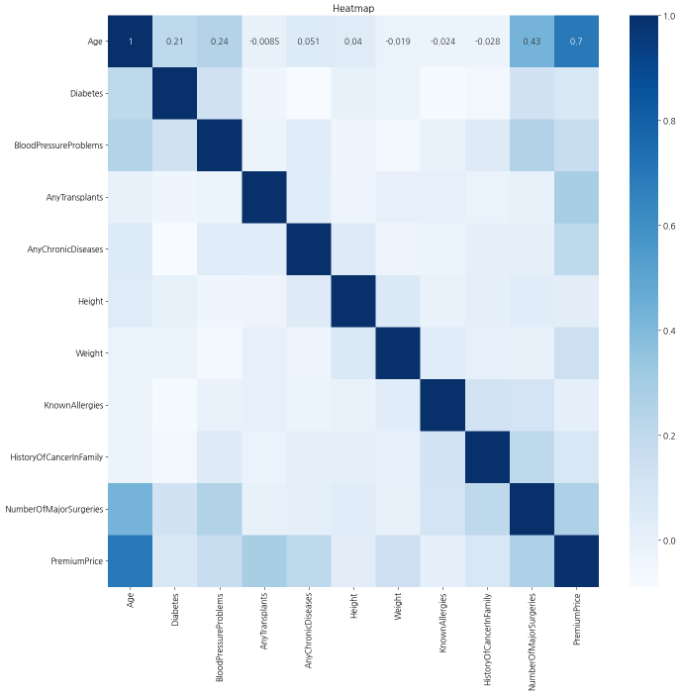 Heatmap
Age 1 0.21 0.24 -0.0085 0.051 0.04 -0.019 -0.024 -0.028 0.43 0.7
Diabetes
BloodPressureProblems
AnyTransplants
AnyChronicDiseases
Height
Weight
KnownAllergies
HistoryOfCancerInFamily
NumberOfMajorSurgeries
PremiumPrice
Age
Diabetes
BloodPressureProblems
AnyTransplants
AnyChronicDiseases
Height
Weight
KnownAllergies
HistoryOfCancerInFamily
NumberOfMajorSurgeries
PremiumPrice
1.0
0.8
0.6
0.4
0.2
0.0